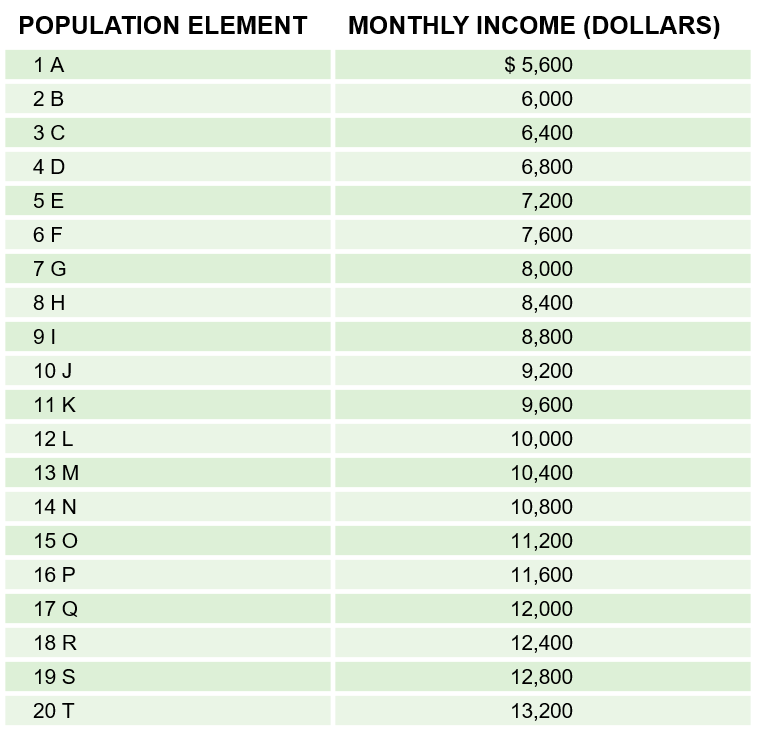 POPULATION ELEMENT MONTHLY INCOME (DOLLARS)
1 A $ 5,600
2 B 6,000
3 C 6,400
4 D 6,800
5 E 7,200
6 F 7,600
7 G 8,000
8 H 8,400
9 I 8,800
10 J 9,200
11 K 9,600
12 L 10,000
13 M 10,400
14 N 10,800
15 O 11,200
16 P 11,600
17 Q 12,000
18 R 12,400
19 S 12,800
20 T 13,200